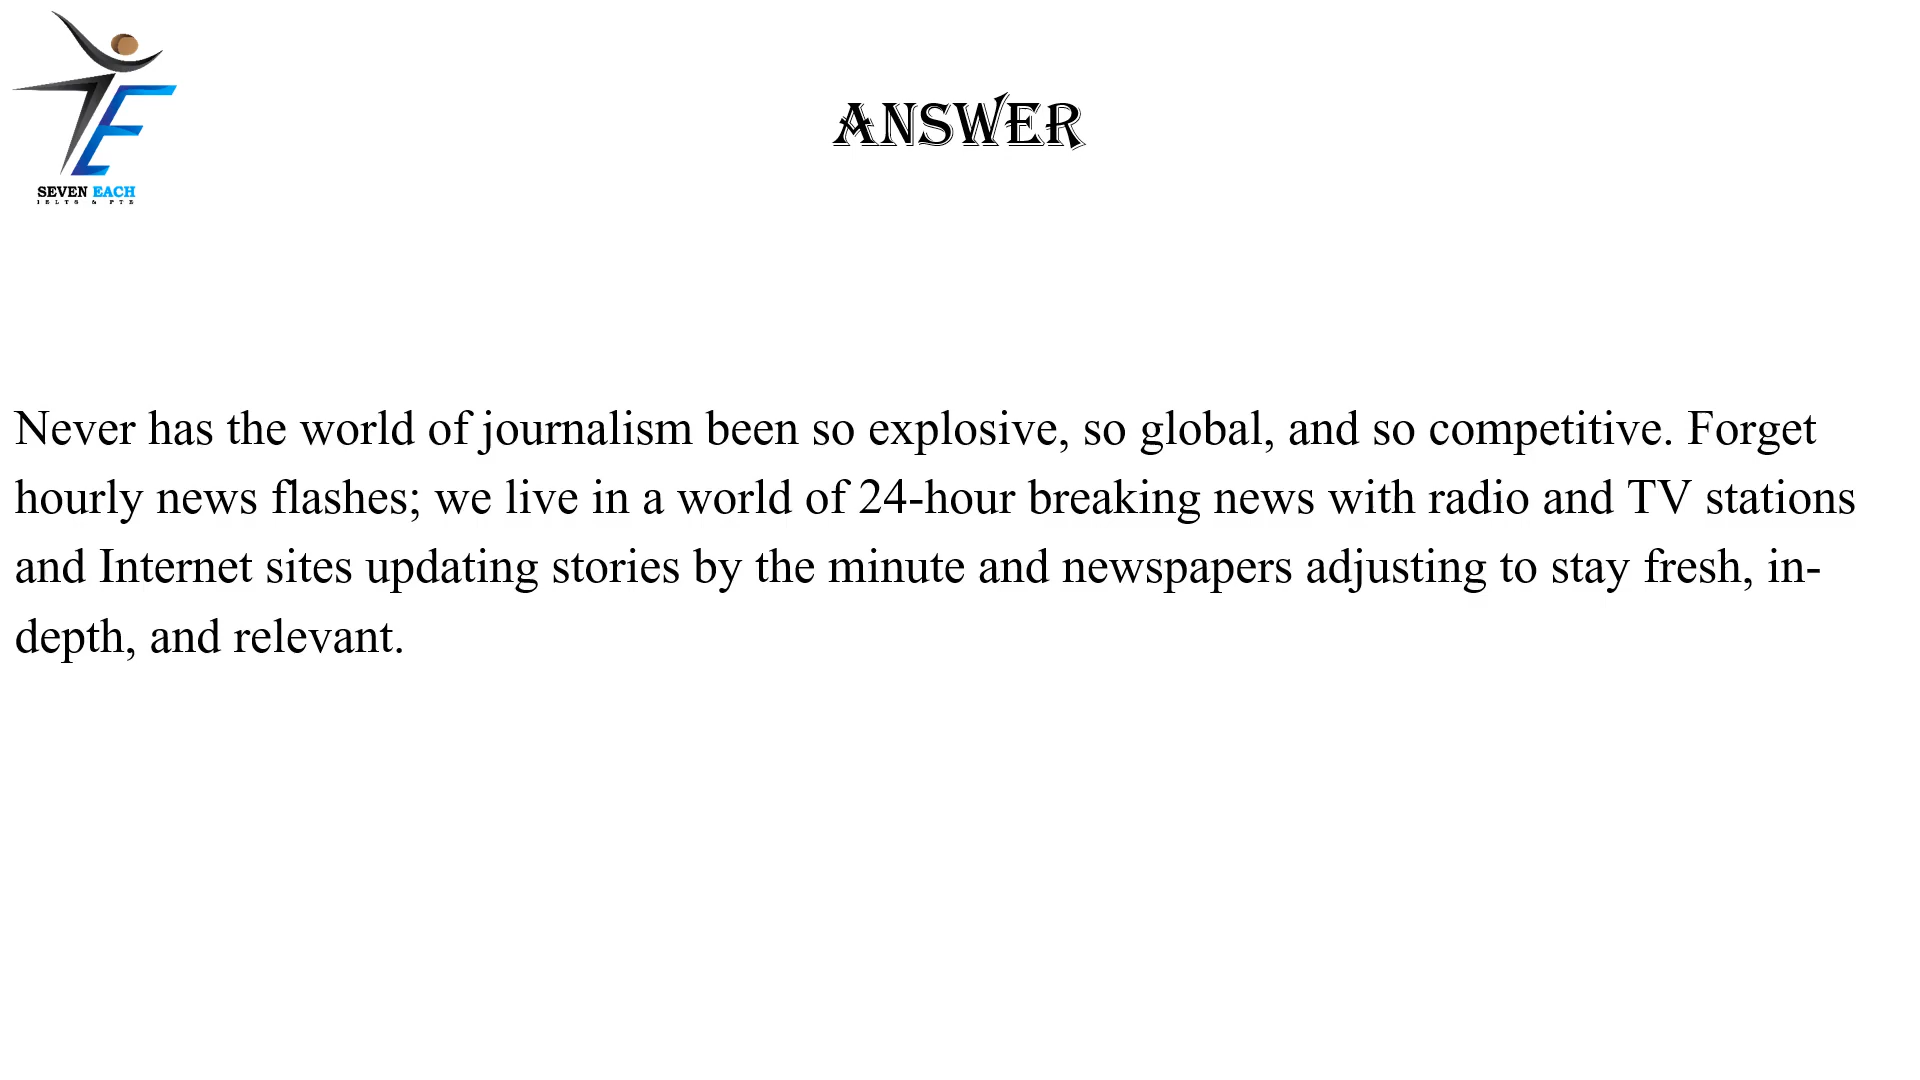 ANSWER
SEVEN EACH
IELTS & PTE
Never has the world of journalism been so explosive, so global, and so competitive. Forget
hourly news flashes; we live in a world of 24-hour breaking news with radio and TV stations
and Internet sites updating stories by the minute and newspapers adjusting to stay fresh, in-
depth, and relevant.